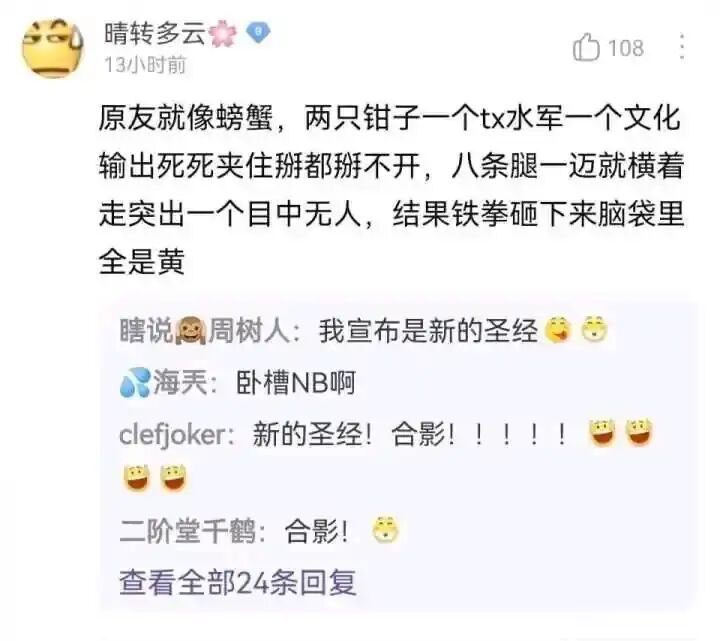 晴转多云🌸
13小时前
108
原友就像螃蟹，两只钳子一个tx水军一个文化
输出死死夹住掰都掰不开，八条腿一迈就横着
走突出一个目中无人，结果铁拳砸下来脑袋里
全是黄
瞎说🙊周树人：我宣布是新的圣经
💦海兲：卧槽NB啊
clefjoker：新的圣经！合影！！！！！
二阶堂千鹤：合影！
查看全部24条回复